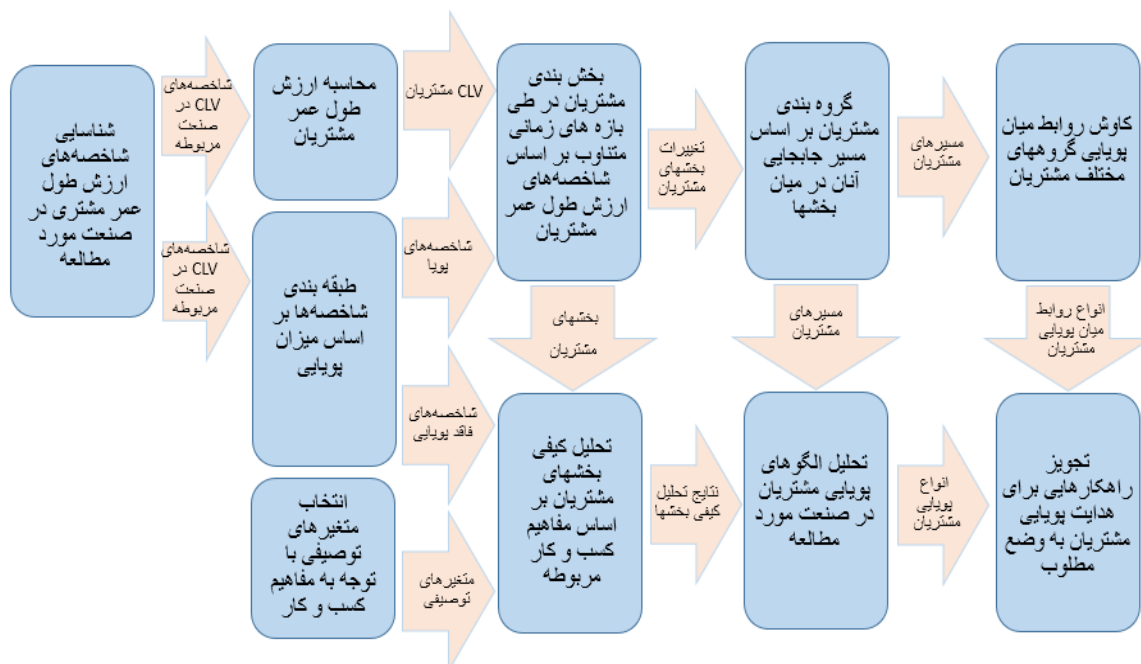 شناسایی
شاخصه‌های
ارزش طول
عمر مشتری در
صنعت مورد
مطالعه
شاخصه‌های
CLV در
صنعت
مربوطه
شاخصه‌های
CLV در
صنعت
مربوطه
محاسبه ارزش
طول عمر
مشتریان
طبقه بندی
شاخصه‌ها بر
اساس میزان
پویایی
انتخاب
متغیرهای
توصیفی با
توجه به مفاهیم
کسب و کار
CLV مشتریان
شاخصه‌های
پویا
شاخصه‌های
فاقد پویایی
متغیرهای
توصیفی
بخش بندی
مشتریان در طی
بازه های زمانی
متناوب بر اساس
شاخصه‌های
ارزش طول عمر
مشتریان
بخشهای
مشتریان
تحلیل کیفی
بخشهای
مشتریان بر
اساس مفاهیم
کسب و کار
مربوطه
تغییرات
بخشهای
مشتریان
نتایج تحلیل
کیفی بخشها
گروه بندی
مشتریان بر اساس
مسیر جابجایی
آنان در میان
بخشها
مسیرهای
مشتریان
تحلیل الگوهای
پویایی مشتریان
در صنعت مورد
مطالعه
مسیرهای
مشتریان
انواع
پویایی
مشتریان
کاوش روابط میان
پویایی گروههای
مختلف مشتریان
انواع روابط
میان پویایی
مشتریان
تجویز
راهکارهایی برای
هدایت پویایی
مشتریان به وضع
مطلوب